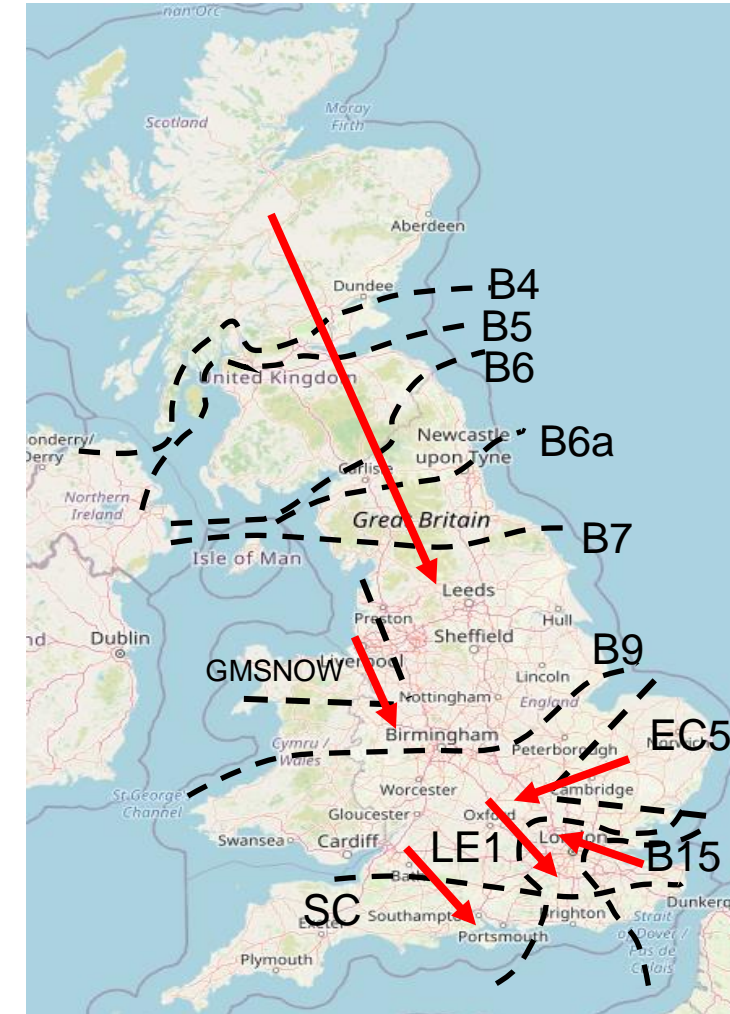 nan Orc
Moray
Firth
Scotland
Aberdeen
Dundee
B4
B5
United Kingdom
B6
onderry/
Derry
Newcastle
upon Tyne
B6a
Carlisle
Northern
Ireland
Great Britain
B7
Isle of Man
Leeds
Preston
Hull
nd
Dublin
Sheffield
Liverpool
B9
GMSNOW
Lincoln
Nottingham
England
Birmingham
EC5
Norwich
Cymru /
Wales
Peterborough
St George
Channel
Worcester
Cambridge
Gloucester
Oxford
Swansea
Cardiff
LE1
London
B15
Bath
Dunkerq
SC
Southampt
Brighton
Strait
of Dover /
Pas de
Calais
Exeter
Portsmouth
Plymouth